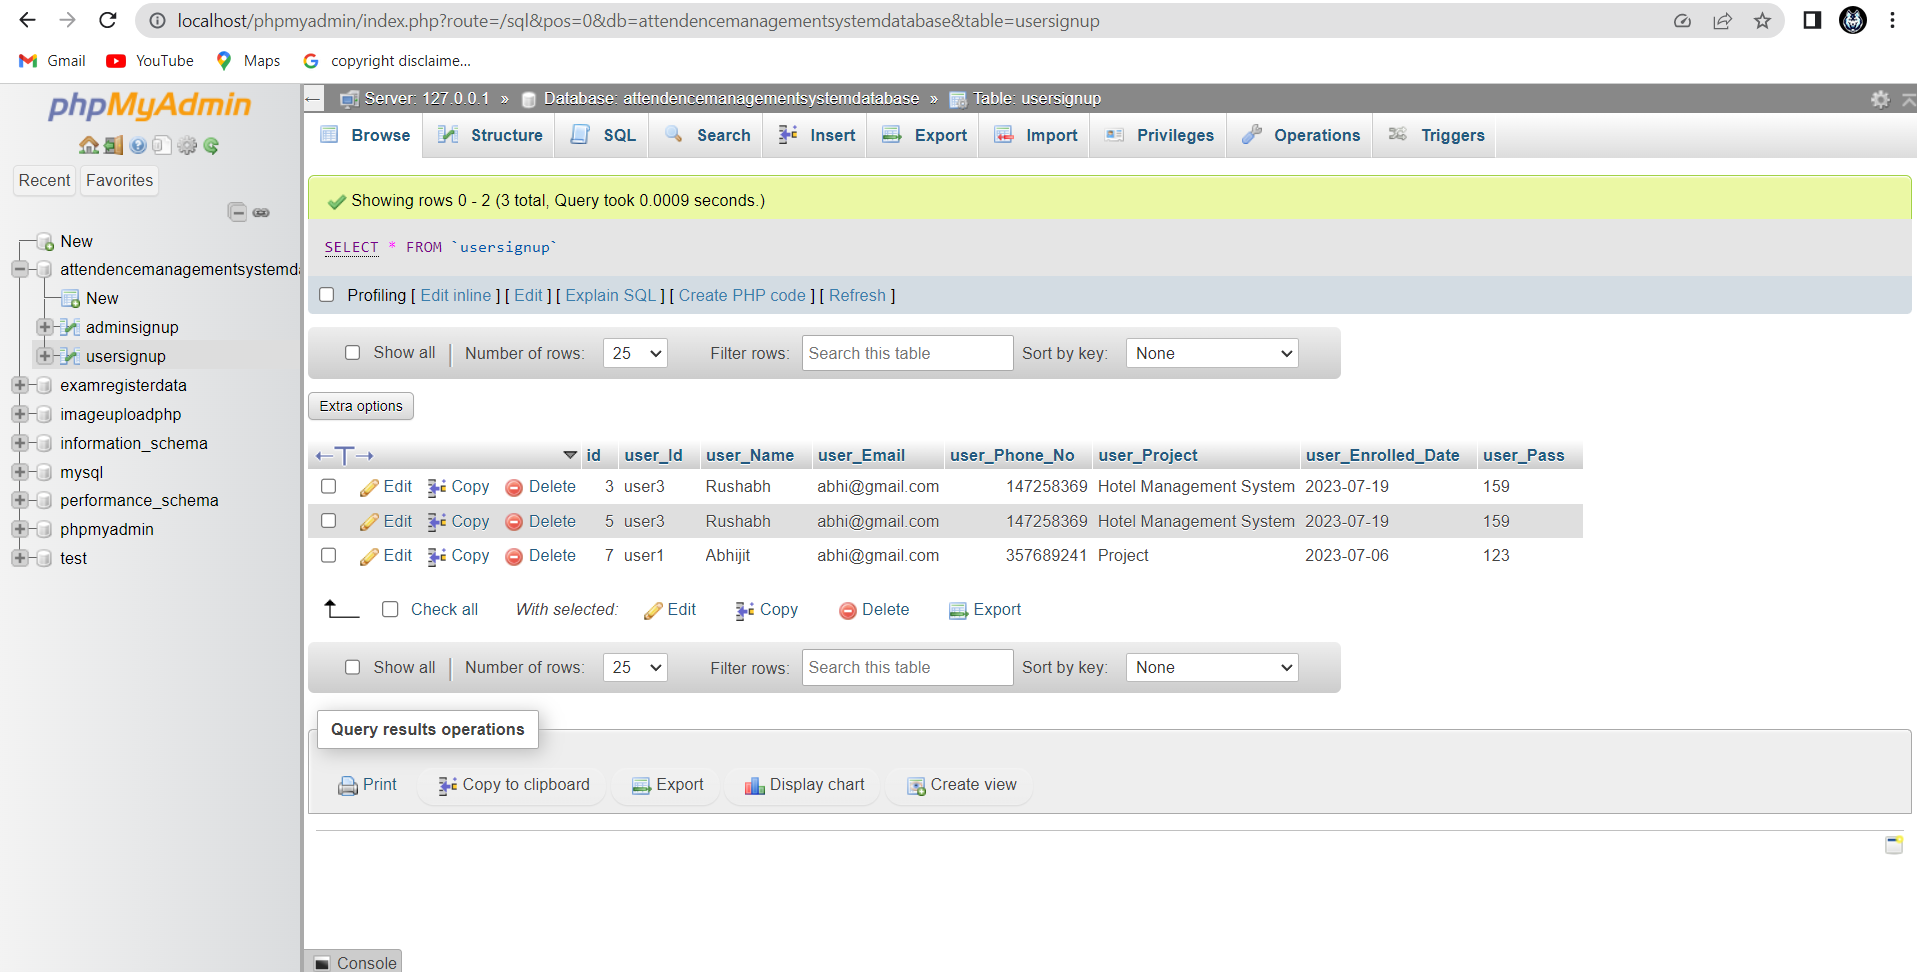 localhost/phpmyadmin/index.php?route=/sql&pos=0&db=attendencemanagementsystemdatabase&table=usersignup
Gmail YouTube Maps copyright disclaime...
phpMyAdmin
Recent Favorites
New
attendencemanagementsystemda
New
adminsignup
usersignup
examregisterdata
imageuploadphp
information_schema
mysql
performance_schema
phpmyadmin
test
Server: 127.0.0.1 » Database: attendencemanagementsystemdatabase » Table: usersignup
Browse Structure SQL Search Insert Export Import Privileges Operations Triggers
Showing rows 0 - 2 (3 total, Query took 0.0009 seconds.)
SELECT * FROM `usersignup`
Profiling [ Edit inline ] [ Edit ] [ Explain SQL ] [ Create PHP code ] [ Refresh ]
Show all Number of rows: 25 Filter rows: Search this table Sort by key: None
Extra options
←T→ id user_Id user_Name user_Email user_Phone_No user_Project user_Enrolled_Date user_Pass
Edit Copy Delete 3 user3 Rushabh abhi@gmail.com 147258369 Hotel Management System 2023-07-19 159
Edit Copy Delete 5 user3 Rushabh abhi@gmail.com 147258369 Hotel Management System 2023-07-19 159
Edit Copy Delete 7 user1 Abhijit abhi@gmail.com 357689241 Project 2023-07-06 123
Check all With selected: Edit Copy Delete Export
Show all Number of rows: 25 Filter rows: Search this table Sort by key: None
Query results operations
Print Copy to clipboard Export Display chart Create view
Console